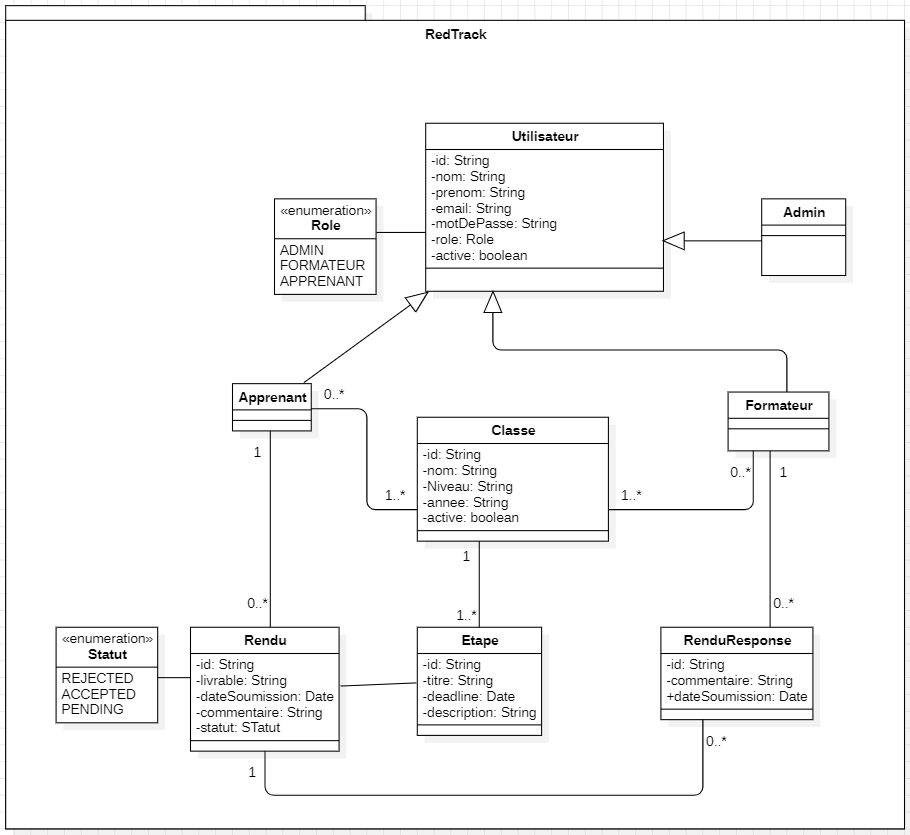 RedTrack
Utilisateur
-id: String
-nom: String
-prenom: String
-email: String
-motDePasse: String
-role: Role
-active: boolean
«enumeration»
Role
ADMIN
FORMATEUR
APPRENANT
Admin
Apprenant
0..*
1
Formateur
0..*
1
Classe
-id: String
-nom: String
-Niveau: String
-annee: String
-active: boolean
1..*
1..*
1
0..*
1..*
0..*
«enumeration»
Statut
REJECTED
ACCEPTED
PENDING
Rendu
-id: String
-livrable: String
-dateSoumission: Date
-commentaire: String
-statut: STatut
Etape
-id: String
-titre: String
-deadline: Date
-description: String
RenduResponse
-id: String
-commentaire: String
+dateSoumission: Date
0..*
1